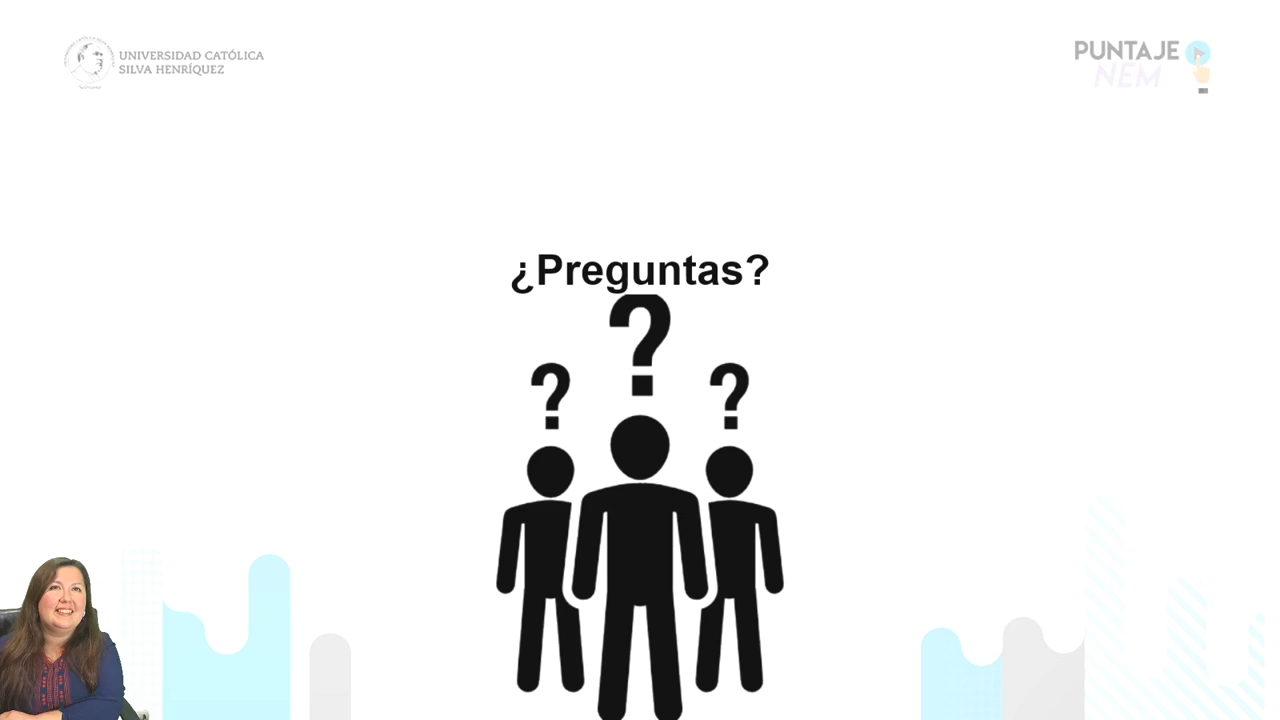 UNIVERSIDAD CATÓLICA
SILVA HENRÍQUEZ
PUNTAJE
NEM
¿Preguntas?
?
? ?